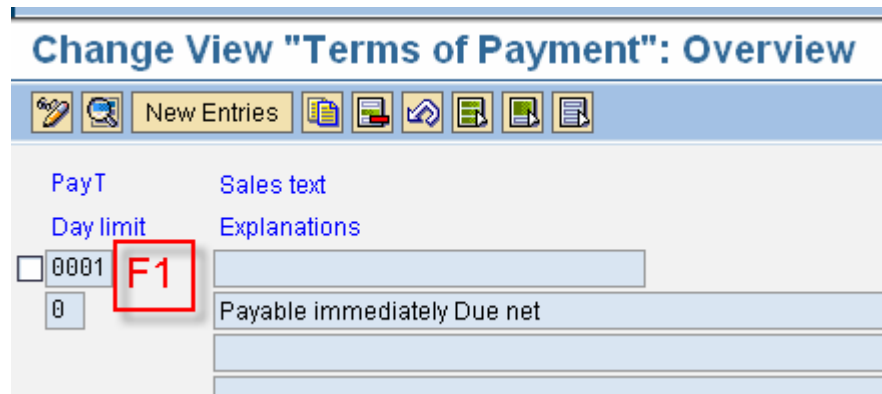 Change View "Terms of Payment": Overview
New Entries
PayT Sales text
Day limit Explanations
0001 F1
0 Payable immediately Due net